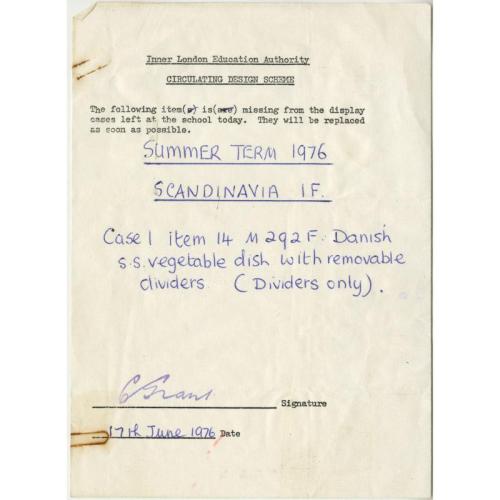 Inner London Education Authority
CIRCULATING DESIGN SCHEME
The following item(s) is(are) missing from the display
cases left at the school today. They will be replaced
as soon as possible.
SUMMER TERM 1976
SCANDINAVIA 1F.
Case 1 item 14 M292F. Danish
s.s. vegetable dish with removable
dividers (Dividers only).
C Grant
Signature
17th June 1976 Date